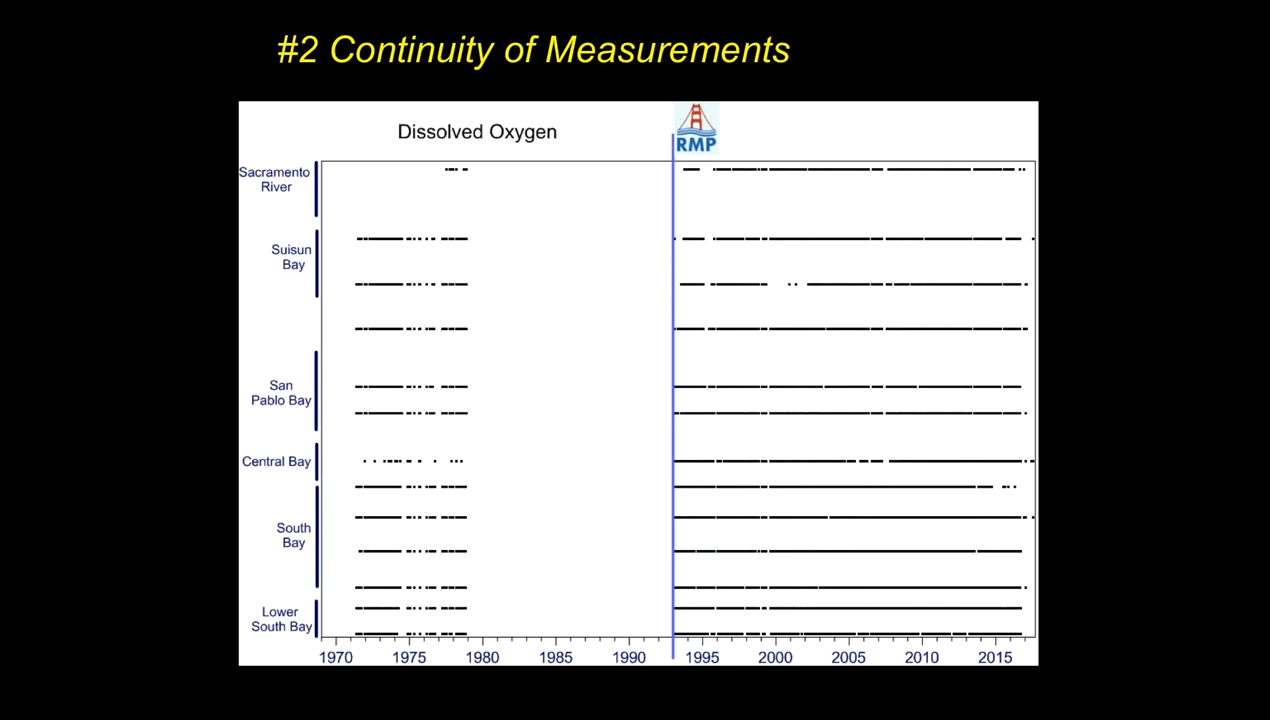 #2 Continuity of Measurements
Dissolved Oxygen
RMP
Sacramento
River
Suisun
Bay
San
Pablo Bay
Central Bay
South
Bay
Lower
South Bay
1970 1975 1980 1985 1990 1995 2000 2005 2010 2015